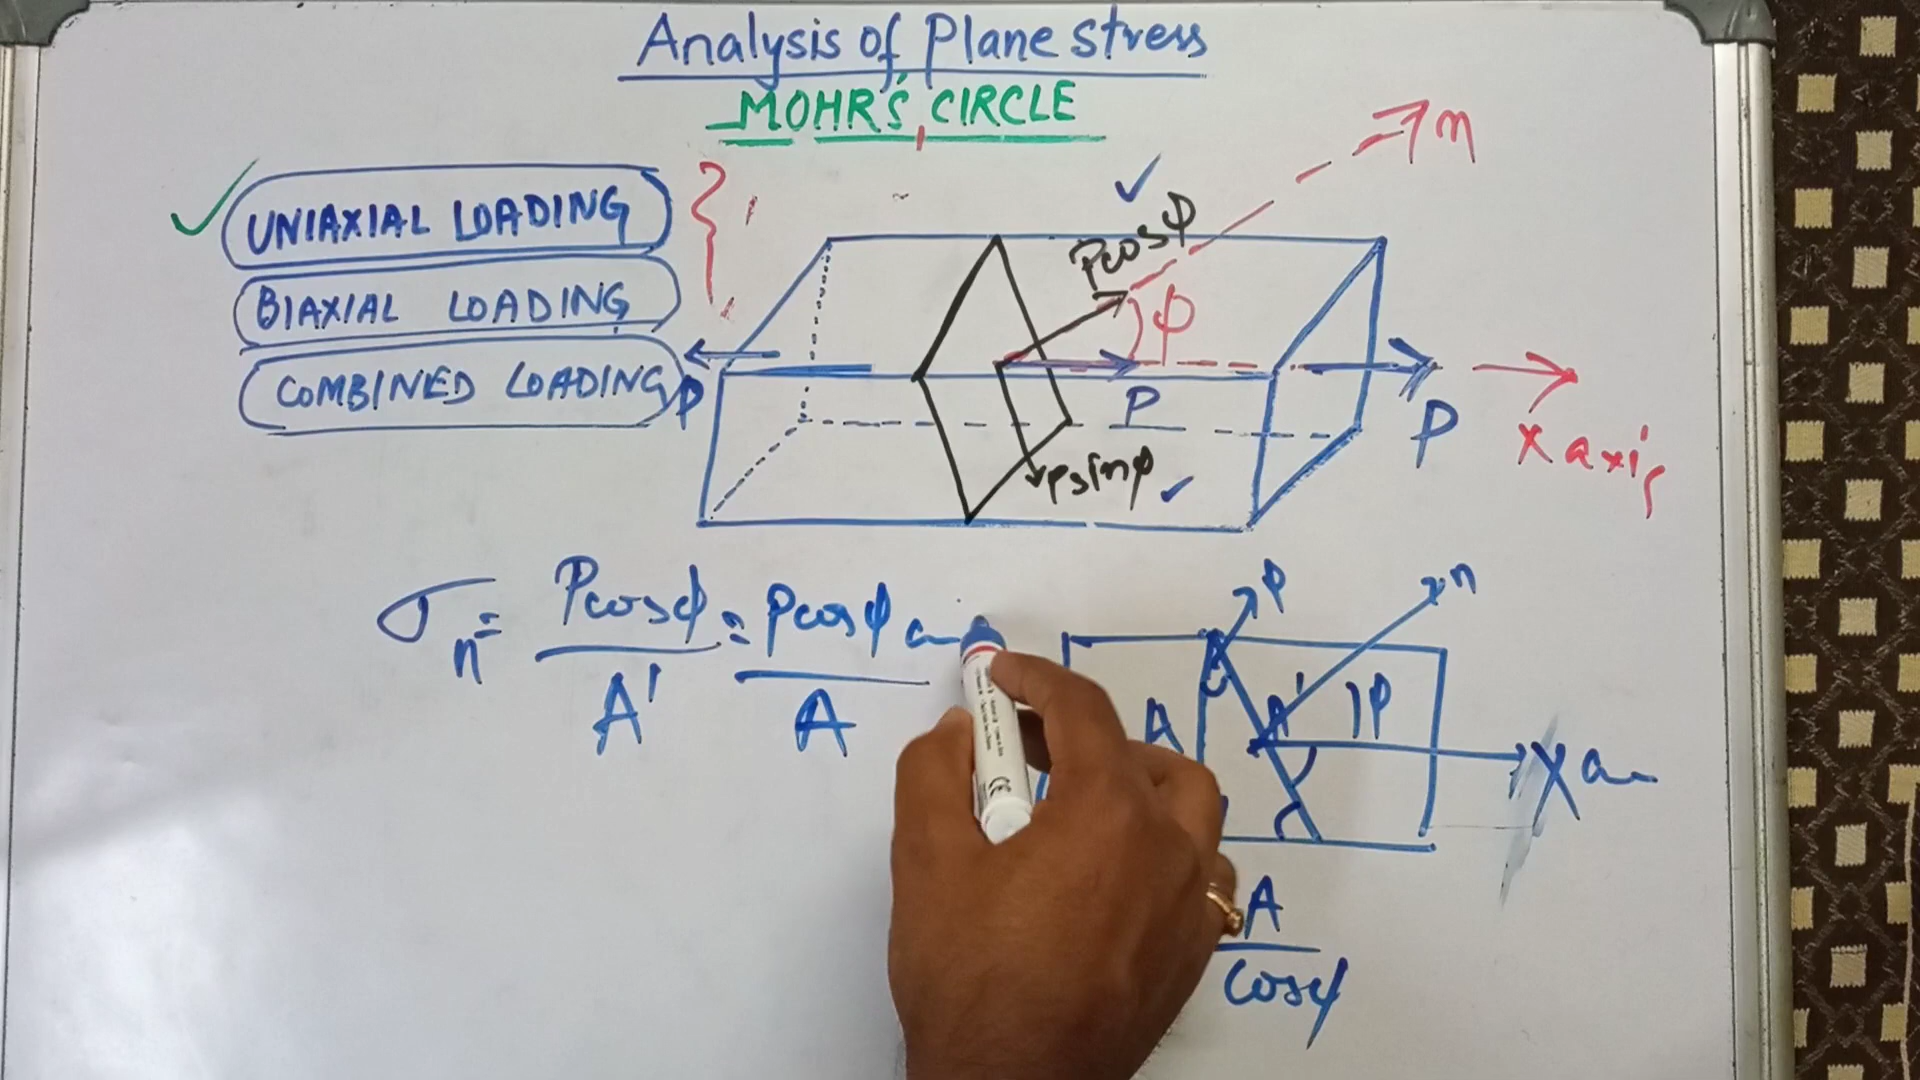 Analysis of Plane stress
MOHR'S CIRCLE
UNIAXIAL LOADING
BIAXIAL LOADING
COMBINED LOADING
n
Pcosφ
φ
P
P
P
X axis
Psinφ
σn = Pcosφ / A' = Pcosφ / A
φ
n
A
A'
φ
X
A / cosφ